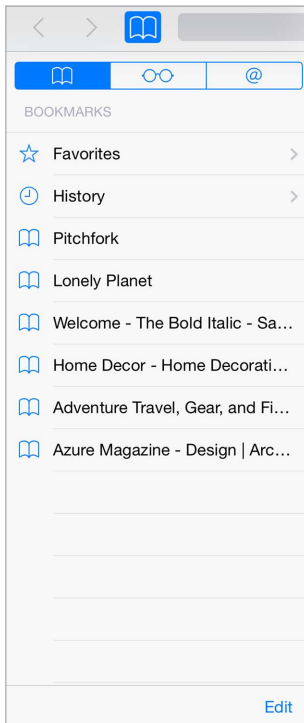 @
BOOKMARKS
Favorites
History
Pitchfork
Lonely Planet
Welcome - The Bold Italic - Sa...
Home Decor - Home Decorati...
Adventure Travel, Gear, and Fi...
Azure Magazine - Design | Arc...
Edit